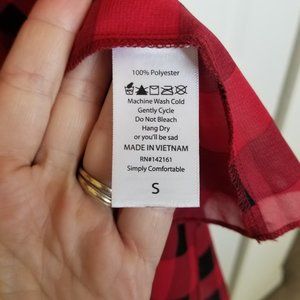 100% Polyester
Machine Wash Cold
Gently Cycle
Do Not Bleach
Hang Dry
or you'll be sad
MADE IN VIETNAM
RN#142161
Simply Comfortable
S